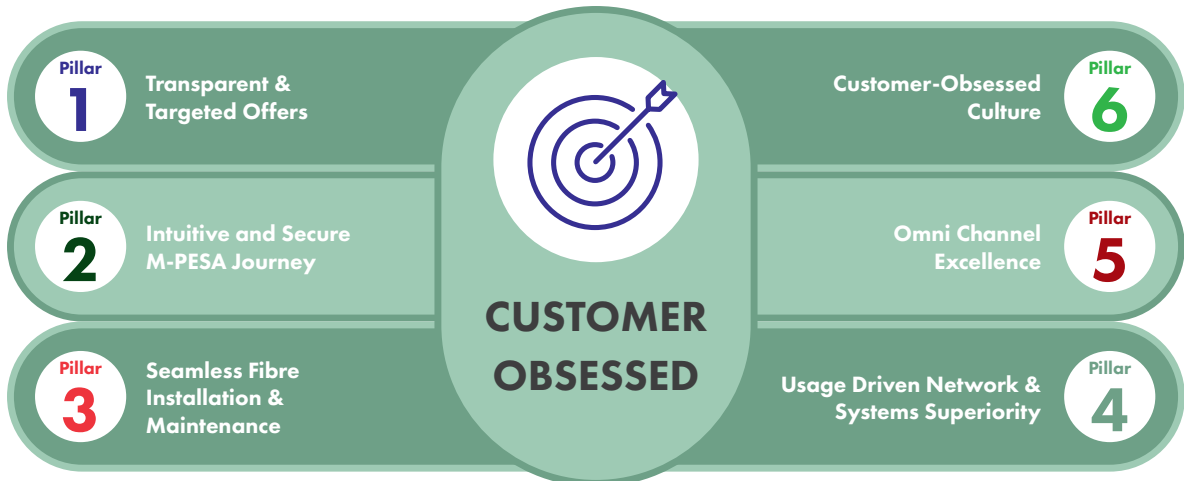 Pillar
1
Transparent &
Targeted Offers
Pillar
2
Intuitive and Secure
M-PESA Journey
Pillar
3
Seamless Fibre
Installation &
Maintenance
CUSTOMER
OBSESSED
Customer-Obsessed
Culture
Pillar
6
Omni Channel
Excellence
Pillar
5
Usage Driven Network &
Systems Superiority
Pillar
4